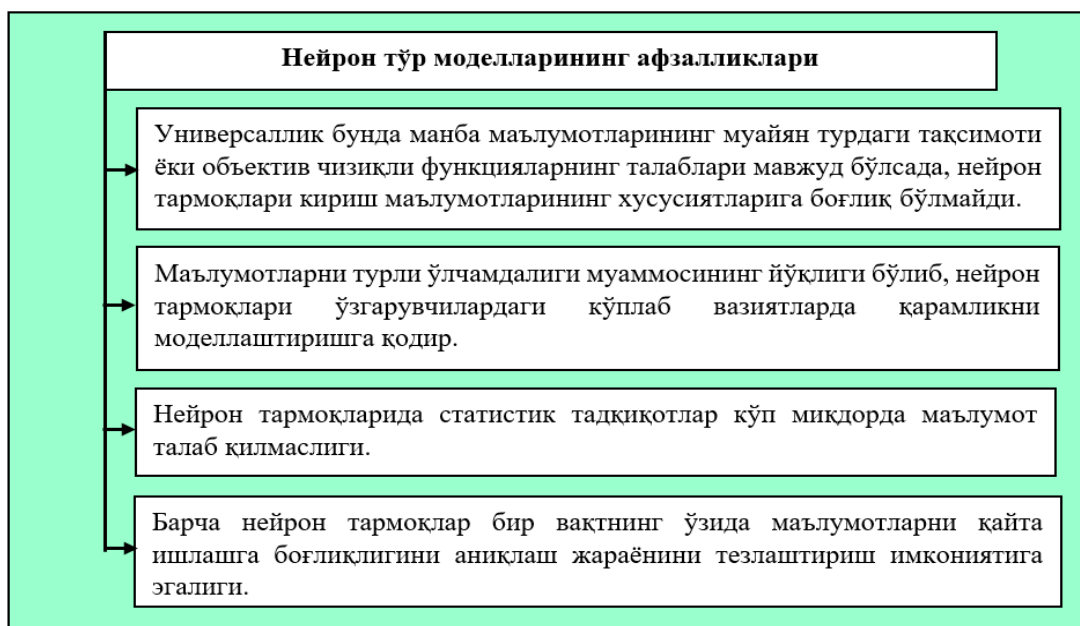 Нейрон тўр моделларининг афзалликлари
Универсаллик бунда манба маълумотларининг муайян турдаги тақсимоти
ёки объектив чизиқли функцияларнинг талаблари мавжуд бўлсада, нейрон
тармоқлари кириш маълумотларининг хусусиятларига боғлиқ бўлмайди.
Маълумотларни турли ўлчамдалиги муаммосининг йўқлиги бўлиб, нейрон
тармоқлари ўзгарувчилардаги кўплаб вазиятларда қарамликни
моделлаштиришга қодир.
Нейрон тармоқларида статистик тадқиқотлар кўп миқдорда маълумот
талаб қилмаслиги.
Барча нейрон тармоқлар бир вақтнинг ўзида маълумотларни қайта
ишлашга боғлиқлигини аниқлаш жараёнини тезлаштириш имкониятига
эгалиги.